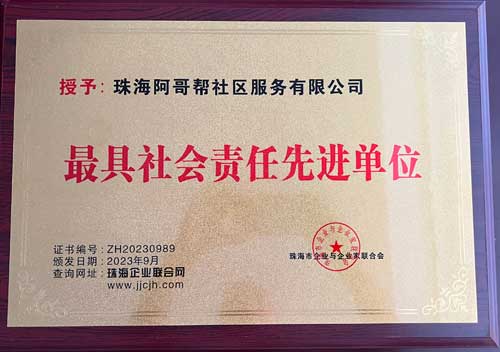 授予：珠海阿哥帮社区服务有限公司
最具社会责任先进单位
证书编号：ZH20230989
颁发日期：2023年9月
查询网址：珠海企业联合网
www.jjcjh.com
珠海市企业与企业家联合会